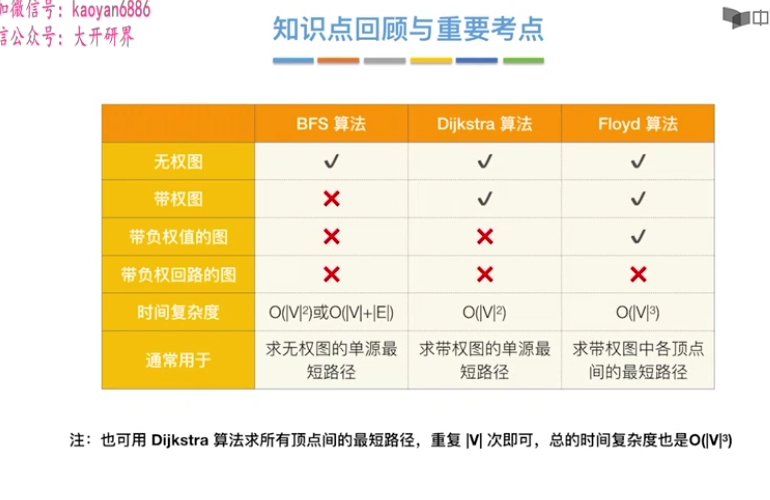 加微信号：kaoyan6886
信公众号：大开研界
知识点回顾与重要考点
中
BFS 算法 Dijkstra 算法 Floyd 算法
无权图 ✓ ✓ ✓
带权图 ✗ ✓ ✓
带负权值的图 ✗ ✗ ✓
带负权回路的图 ✗ ✗ ✗
时间复杂度 O(|V|²)或O(|V|+|E|) O(|V|²) O(|V|³)
通常用于 求无权图的单源最短路径 求带权图的单源最短路径 求带权图中各顶点间的最短路径
注：也可用 Dijkstra 算法求所有顶点间的最短路径，重复 |V| 次即可，总的时间复杂度也是O(|V|³)